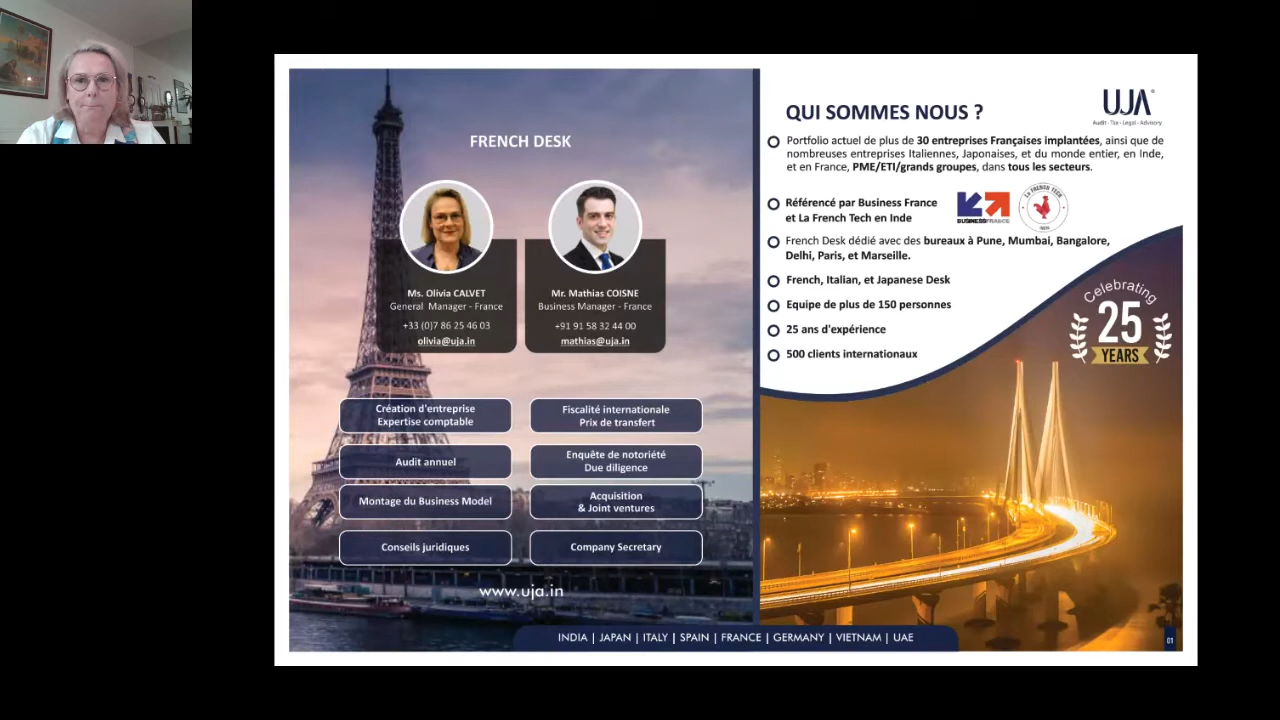 FRENCH DESK
Ms. Olivia CALVET
General Manager - France
+33 (0)7 86 25 46 03
olivia@uja.in
Mr. Mathias COISNE
Business Manager - France
+91 91 58 32 44 00
mathias@uja.in
Création d'entreprise
Expertise comptable
Fiscalité internationale
Prix de transfert
Audit annuel
Enquête de notoriété
Due diligence
Montage du Business Model
Acquisition
& Joint ventures
Conseils juridiques
Company Secretary
www.uja.in
QUI SOMMES NOUS ?
UJA®
Audit - Tax - Legal - Advisory
Portfolio actuel de plus de 30 entreprises Françaises implantées, ainsi que de
nombreuses entreprises Italiennes, Japonaises, et du monde entier, en Inde,
et en France, PME/ETI/grands groupes, dans tous les secteurs.
Référencé par Business France
et La French Tech en Inde
BUSINESS FRANCE
LA FRENCH TECH
INDIA
French Desk dédié avec des bureaux à Pune, Mumbai, Bangalore,
Delhi, Paris, et Marseille.
French, Italian, et Japanese Desk
Equipe de plus de 150 personnes
25 ans d'expérience
500 clients internationaux
Celebrating
25
YEARS
INDIA | JAPAN | ITALY | SPAIN | FRANCE | GERMANY | VIETNAM | UAE
01